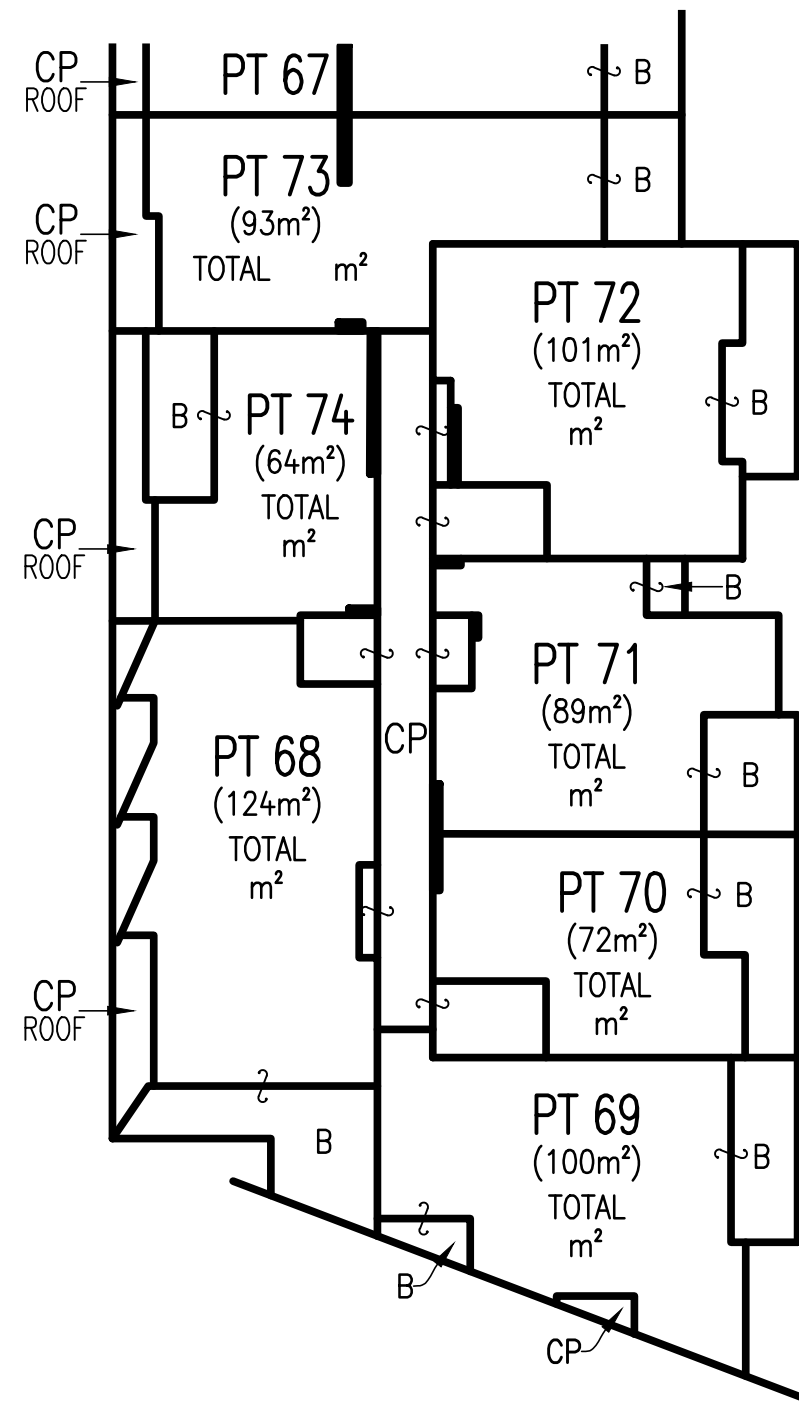 CP
ROOF
PT 67
B
PT 73
(93m²)
TOTAL m²
CP
ROOF
B
PT 72
(101m²)
TOTAL
m²
B
B
PT 74
(64m²)
TOTAL
m²
CP
ROOF
B
PT 71
(89m²)
TOTAL
m²
B
CP
PT 68
(124m²)
TOTAL
m²
PT 70
(72m²)
TOTAL
m²
B
CP
ROOF
B
PT 69
(100m²)
TOTAL
m²
B
B
CP